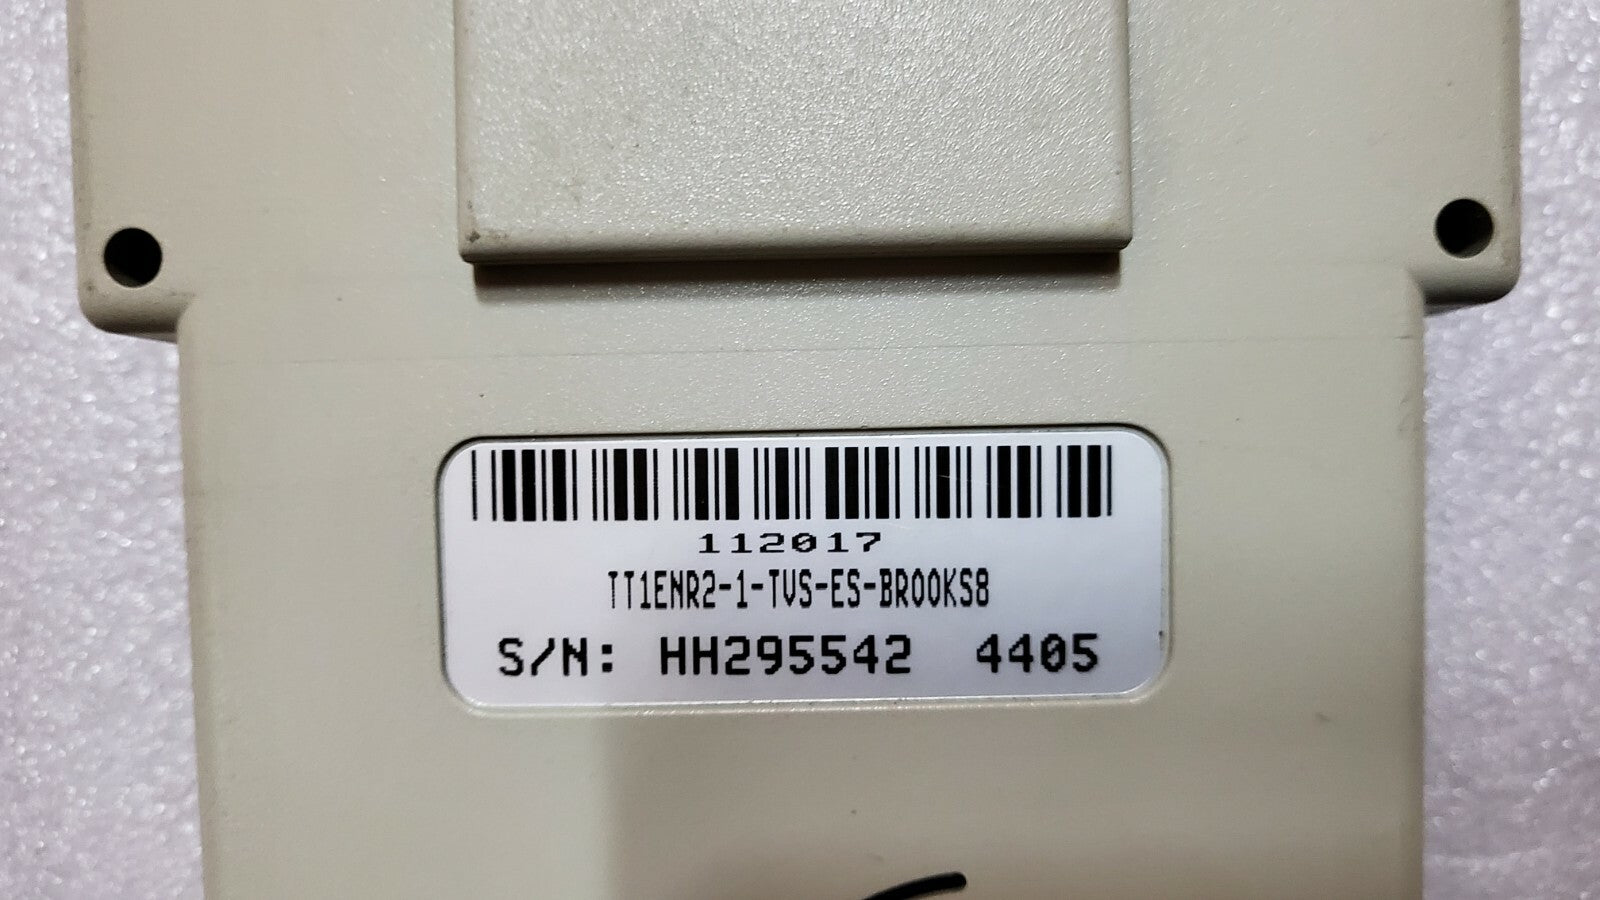 112017
TT1ENR2-1-TVS-ES-BROOKS8
S/N: HH295542 4405